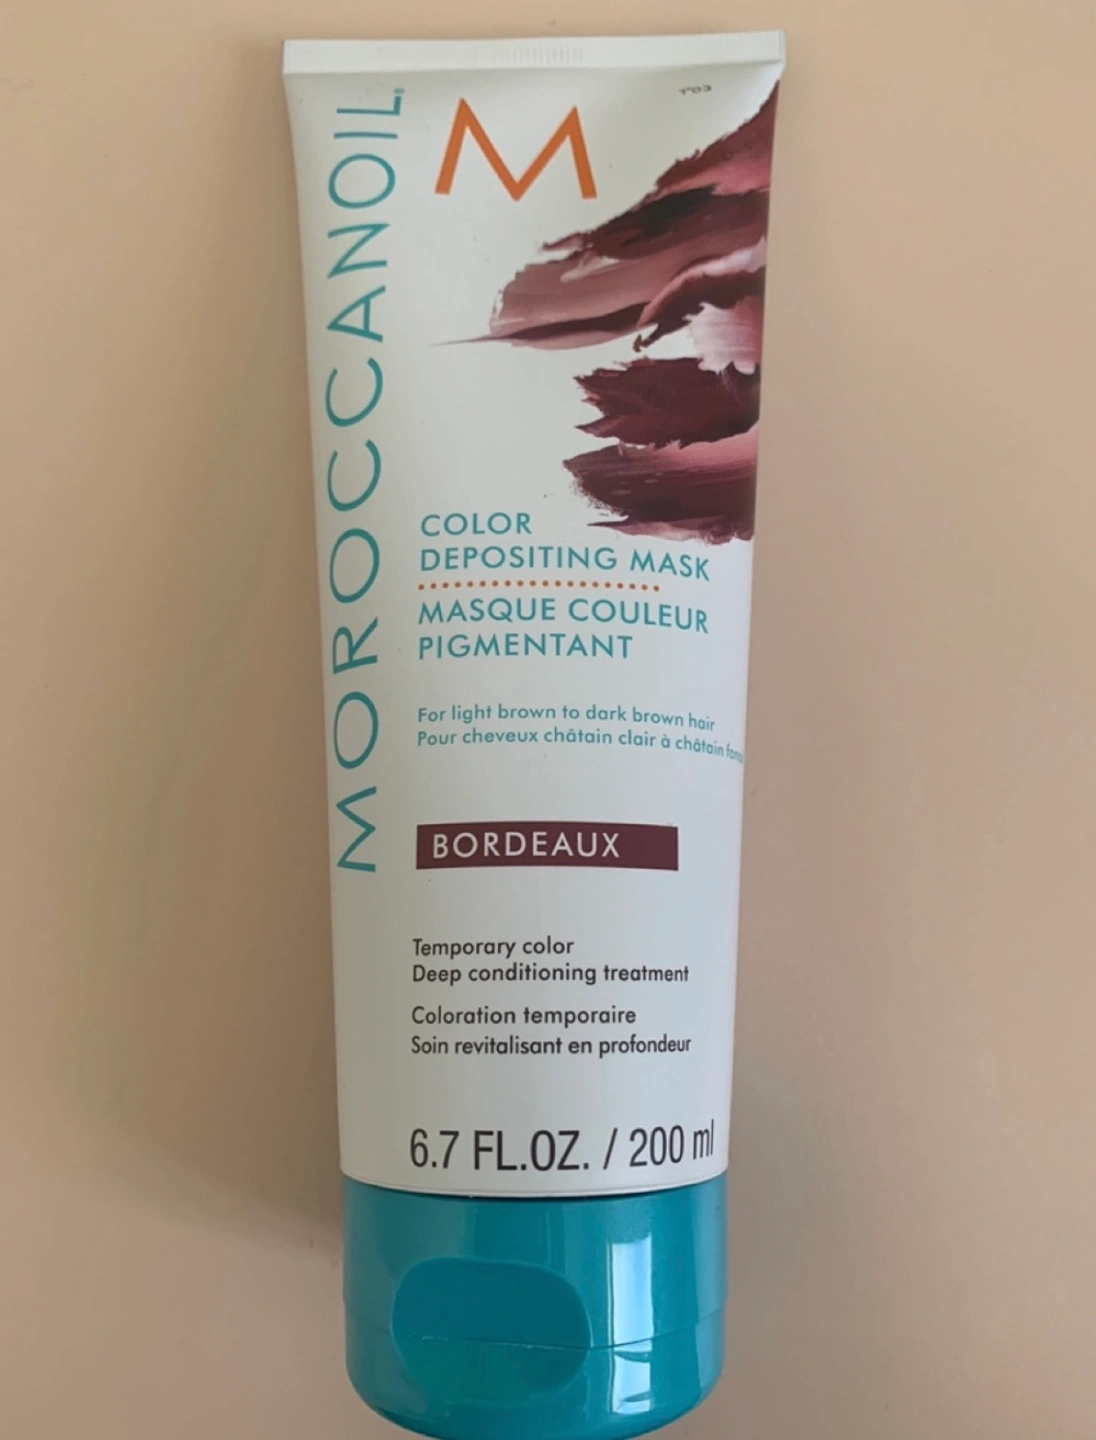 MOROCCANOIL®
M
COLOR
DEPOSITING MASK
MASQUE COULEUR
PIGMENTANT
For light brown to dark brown hair
Pour cheveux châtain clair à châtain
BORDEAUX
Temporary color
Deep conditioning treatment
Coloration temporaire
Soin revitalisant en profondeur
6.7 FL.OZ. / 200 ml